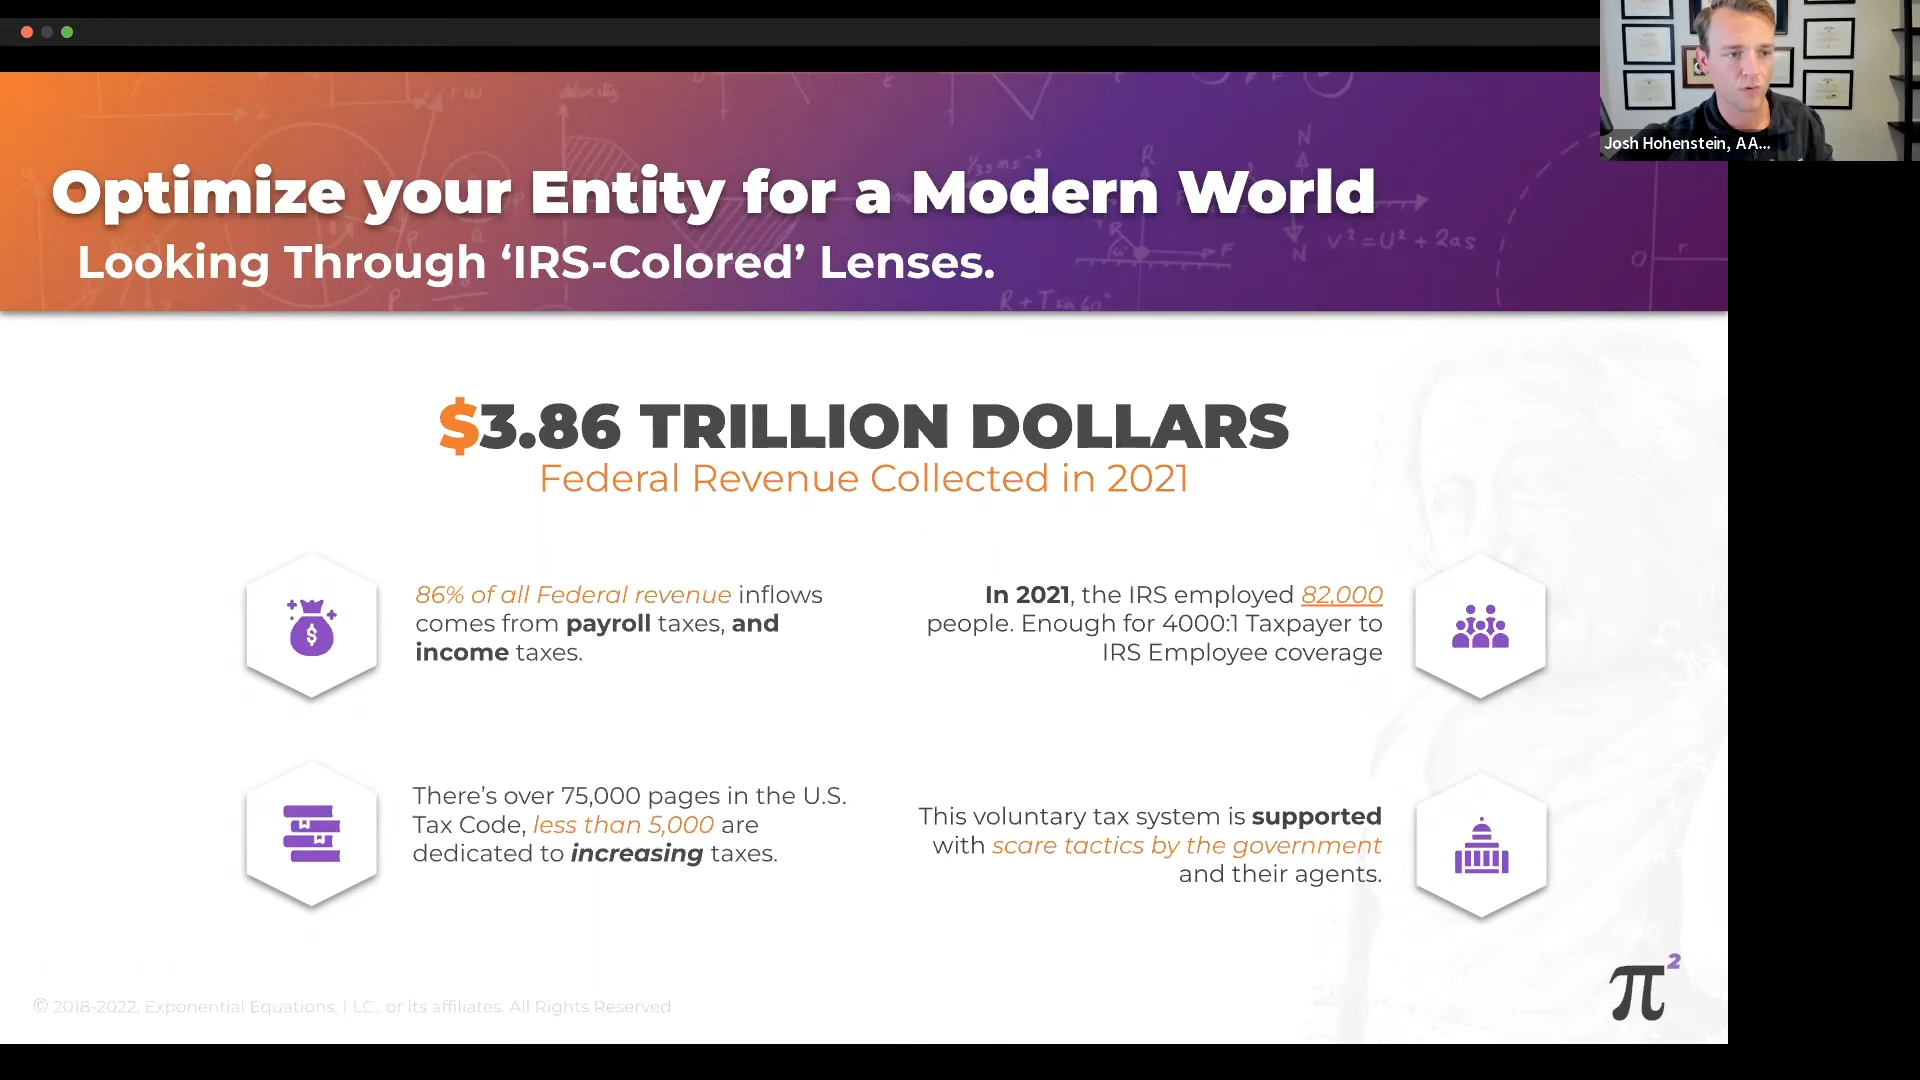 Josh Hohenstein, AA...
Optimize your Entity for a Modern World
Looking Through ‘IRS-Colored’ Lenses.
velocity
N
R
F
N
v² = U² + 2as
O
r
$3.86 TRILLION DOLLARS
Federal Revenue Collected in 2021
86% of all Federal revenue inflows
comes from payroll taxes, and
income taxes.
In 2021, the IRS employed 82,000
people. Enough for 4000:1 Taxpayer to
IRS Employee coverage
There’s over 75,000 pages in the U.S.
Tax Code, less than 5,000 are
dedicated to increasing taxes.
This voluntary tax system is supported
with scare tactics by the government
and their agents.
© 2018-2022, Exponential Equations, LLC., or its affiliates. All Rights Reserved
π²